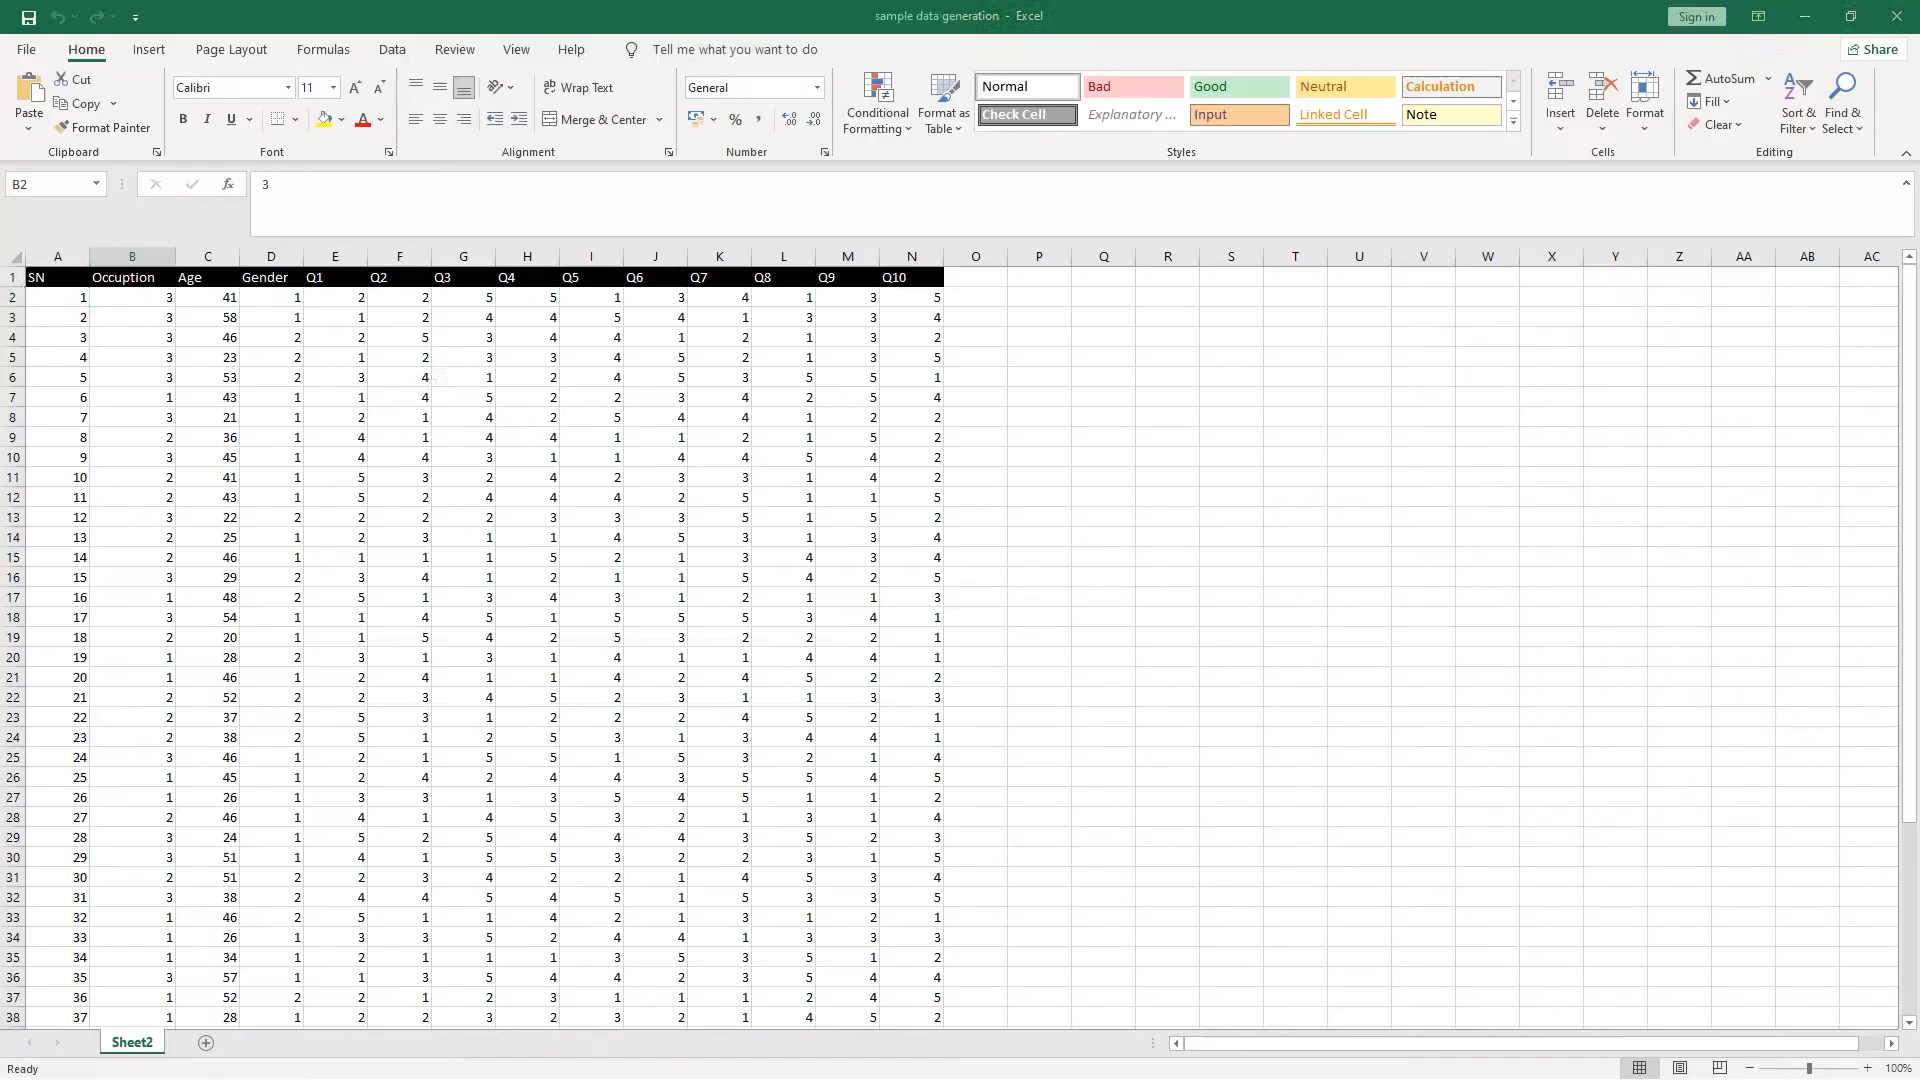 sample data generation - Excel
Sign in
File Home Insert Page Layout Formulas Data Review View Help Tell me what you want to do Share
Paste
Cut
Copy
Format Painter
Clipboard
Calibri 11
B I U
Font
Wrap Text
Merge & Center
Alignment
General
%
Number
Conditional Formatting
Format as Table
Normal Bad Good Neutral Calculation
Check Cell Explanatory ... Input Linked Cell Note
Styles
Insert Delete Format
Cells
AutoSum
Fill
Clear
Sort & Filter
Find & Select
Editing
B2 fx 3
A B C D E F G H I J K L M N O P Q R S T U V W X Y Z AA AB AC
1 SN Occuption Age Gender Q1 Q2 Q3 Q4 Q5 Q6 Q7 Q8 Q9 Q10
2 1 3 41 1 2 2 5 5 1 3 4 1 3 5
3 2 3 58 1 1 2 4 4 5 4 1 3 3 4
4 3 3 46 2 2 5 3 4 4 1 2 1 3 2
5 4 3 23 2 1 2 3 3 4 5 2 1 3 5
6 5 3 53 2 3 4 1 2 4 5 3 5 5 1
7 6 1 43 1 1 4 5 2 2 3 4 2 5 4
8 7 3 21 1 2 1 4 2 5 4 4 1 2 2
9 8 2 36 1 4 1 4 4 1 1 2 1 5 2
10 9 3 45 1 4 4 3 1 1 4 4 5 4 2
11 10 2 41 1 5 3 2 4 2 3 3 1 4 2
12 11 2 43 1 5 2 4 4 4 2 5 1 1 5
13 12 3 22 2 2 2 2 3 3 3 5 1 5 2
14 13 2 25 1 2 3 1 1 4 5 3 1 3 4
15 14 2 46 1 1 1 1 5 2 1 3 4 3 4
16 15 3 29 2 3 4 1 2 1 1 5 4 2 5
17 16 1 48 2 5 1 3 4 3 1 2 1 1 3
18 17 3 54 1 1 4 5 1 5 5 5 3 4 1
19 18 2 20 1 1 5 4 2 5 3 2 2 2 1
20 19 1 28 2 3 1 3 1 4 1 1 4 4 1
21 20 1 46 1 2 4 1 1 4 2 4 5 2 2
22 21 2 52 2 2 3 4 5 2 3 1 1 3 3
23 22 2 37 2 5 3 1 2 2 2 4 5 2 1
24 23 2 38 2 5 1 2 5 3 1 3 4 4 1
25 24 3 46 1 2 1 5 5 1 5 3 2 1 4
26 25 1 45 1 2 4 2 4 4 3 5 5 4 5
27 26 1 26 1 3 3 1 3 5 4 5 1 1 2
28 27 2 46 1 4 1 4 5 3 2 1 3 1 4
29 28 3 24 1 5 2 5 4 4 4 3 5 2 3
30 29 3 51 1 4 1 5 5 3 2 2 3 1 5
31 30 2 51 2 2 3 4 2 2 1 4 5 3 4
32 31 3 38 2 4 4 5 4 5 1 5 3 3 5
33 32 1 46 2 5 1 1 4 2 1 3 1 2 1
34 33 1 26 1 3 3 5 2 4 4 1 3 3 3
35 34 1 34 1 2 1 1 1 3 5 3 5 1 2
36 35 3 57 1 1 3 5 4 4 2 3 5 4 4
37 36 1 52 2 2 1 2 3 1 1 1 2 4 5
38 37 1 28 1 2 2 3 2 3 2 1 4 5 2
Sheet2
Ready
100%